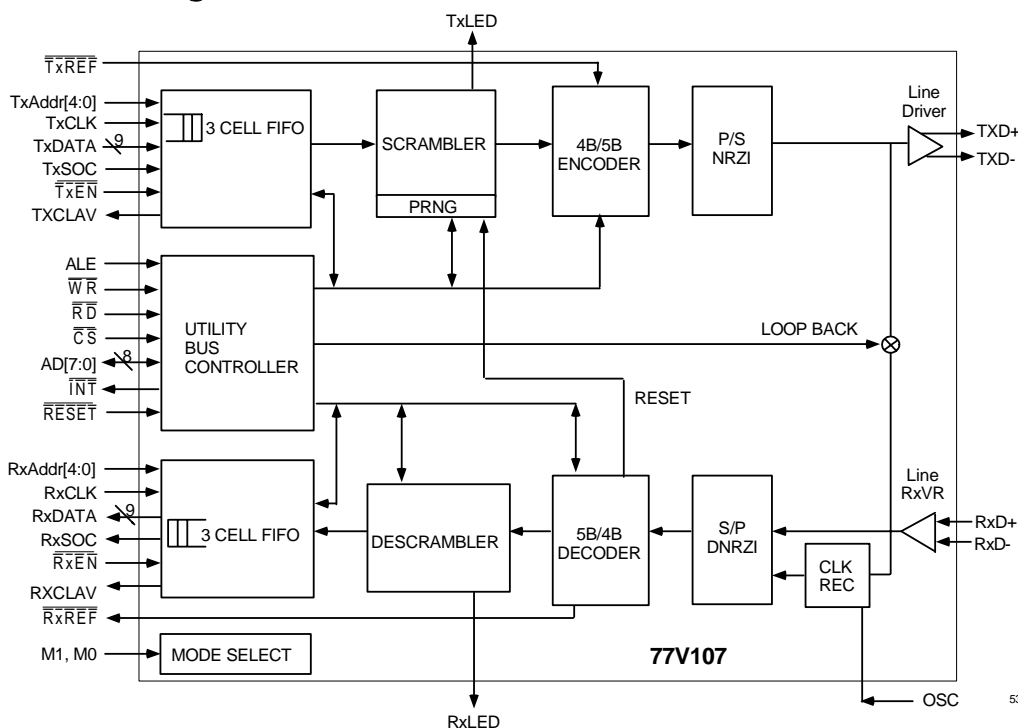 TxLED
TxREF
TxAddr[4:0]
TxCLK
TxDATA
9
TxSOC
TxEN
TXCLAV
3 CELL FIFO
SCRAMBLER
PRNG
4B/5B
ENCODER
P/S
NRZI
Line
Driver
TXD+
TXD-
ALE
WR
RD
CS
AD[7:0]
8
INT
RESET
UTILITY
BUS
CONTROLLER
LOOP BACK
RESET
RxAddr[4:0]
RxCLK
RxDATA
9
RxSOC
RxEN
RXCLAV
RxREF
3 CELL FIFO
DESCRAMBLER
5B/4B
DECODER
S/P
DNRZI
CLK
REC
Line
RxVR
RxD+
RxD-
M1, M0
MODE SELECT
77V107
OSC
RxLED